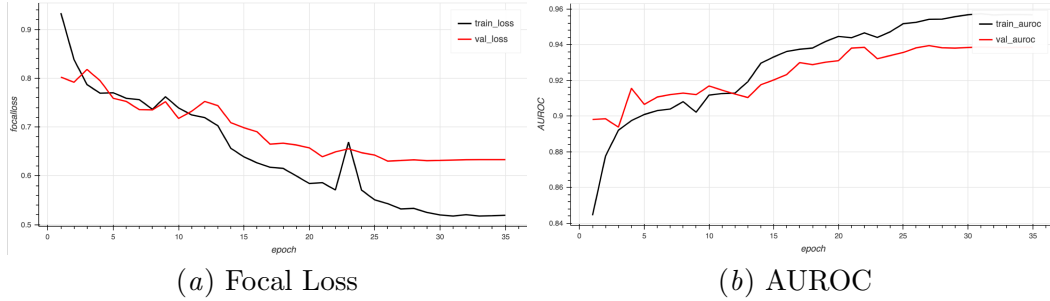 0.9
0.8
0.7
0.6
0.5
focalloss
5
10
15
20
25
30
35
epoch
train_loss
val_loss
(a) Focal Loss
0.96
0.94
0.92
0.9
0.88
0.86
0.84
AUROC
5
10
15
20
25
30
35
epoch
train_auroc
val_auroc
(b) AUROC